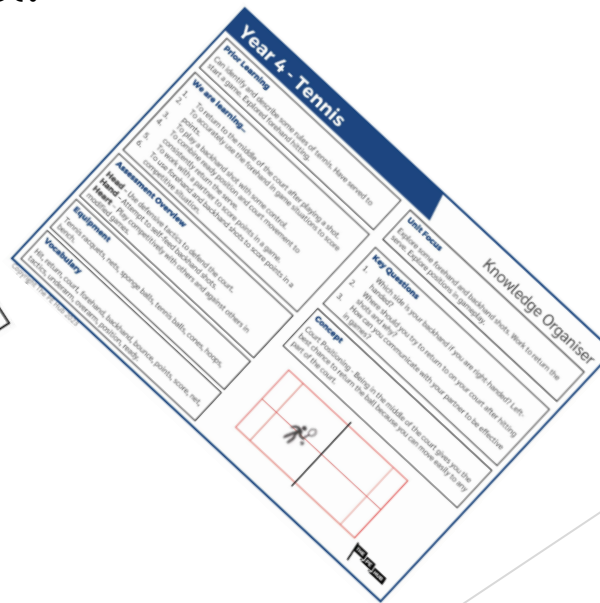 Year 4 - Tennis
Knowledge Organiser
Prior Learning
Can identify and describe some rules of tennis. Have served to
start a game. Explored forehand hitting.
We are learning...
1. To return to the middle of the court after playing a shot.
2. To accurately use the forehand in game situations to score
points.
3. To play a backhand shot with some control.
4. To combine ready position and court movement to
consistently return the serve.
5. To work with a partner to score points in a game.
6. To use forehand and backhand shots to score points in a
competitive situation.
Assessment Overview
Head - Use defensive tactics to defend the court.
Hand - Attempt to self-feed backhand shots.
Heart - Play competitively with others and against others in
modified games.
Equipment
Tennis racquets, nets, sponge balls, tennis balls, cones, hoops,
bench.
Vocabulary
Hit, return, court, forehand, backhand, bounce, points, score, net,
tactics, underarm, overarm, position, ready.
Copyright The PE Hub 2023
Unit Focus
Explore some forehand and backhand shots. Work to return the
serve. Explore positions in gameplay.
Key Questions
1. Which side is your backhand if you are right-handed? Left-
handed?
2. Where should you try to return to on your court after hitting
shots and why?
3. How can you communicate with your partner to be effective
in games?
Concept
Court Positioning - Being in the middle of the court gives you the
best chance to return the ball because you can move easily to any
part of the court.
THE PE HUB